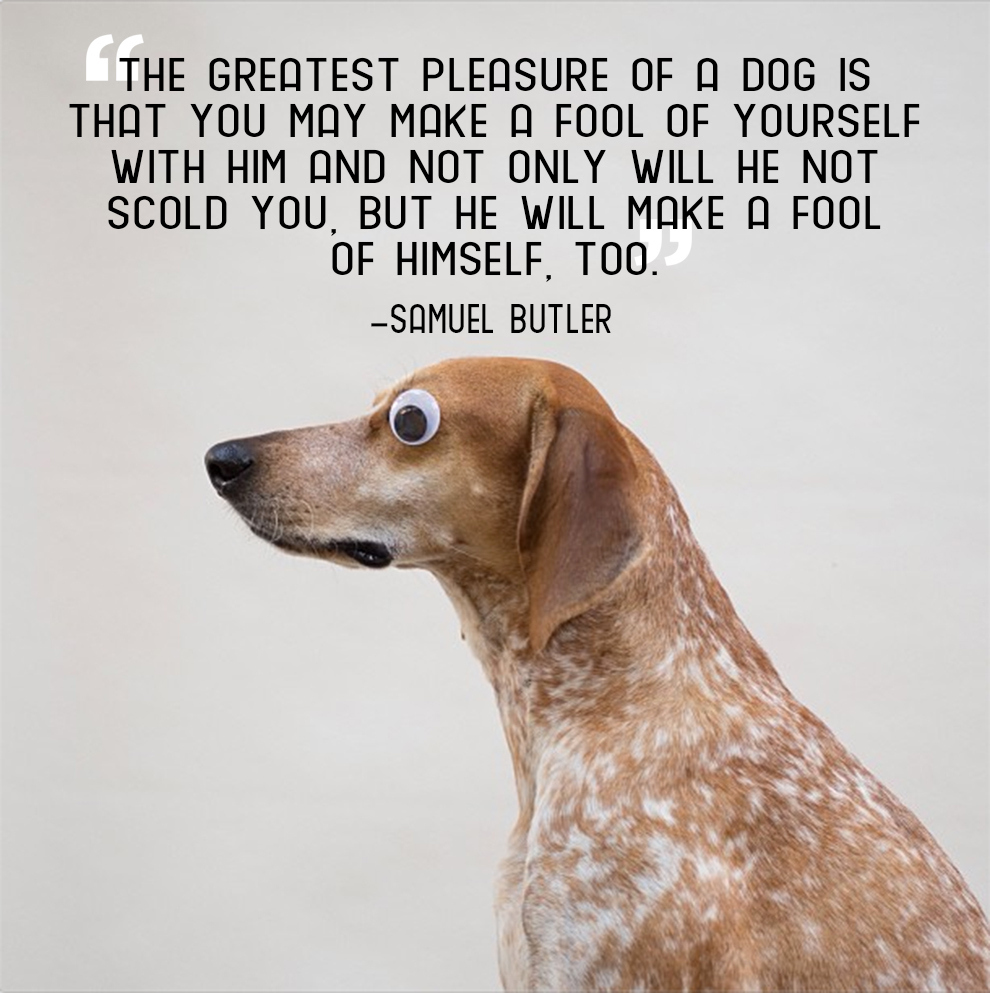 “THE GREATEST PLEASURE OF A DOG IS
THAT YOU MAY MAKE A FOOL OF YOURSELF
WITH HIM AND NOT ONLY WILL HE NOT
SCOLD YOU, BUT HE WILL MAKE A FOOL
OF HIMSELF, TOO.”
–SAMUEL BUTLER